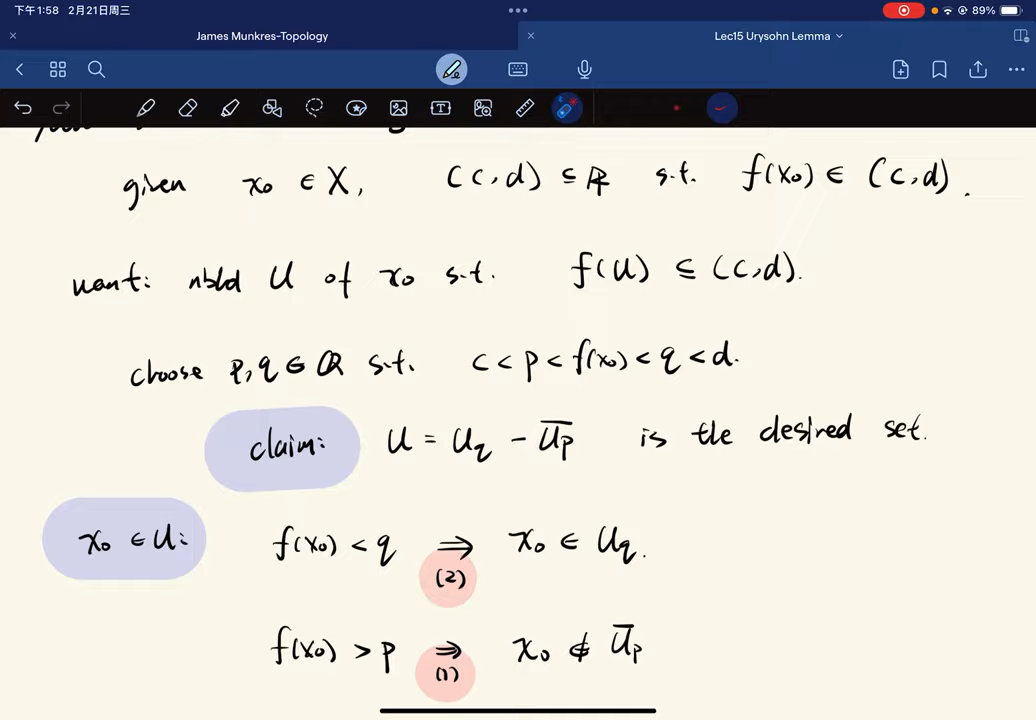 下午1:58 2月21日周三
89%
James Munkres-Topology
Lec15 Urysohn Lemma
given x₀ ∈ X, (c,d) ⊆ ℝ s.t. f(x₀) ∈ (c,d).
want: nbhd U of x₀ s.t. f(U) ⊆ (c,d).
choose p,q ∈ ℚ s.t. c < p < f(x₀) < q < d.
claim: U = U_q - U̅_p is the desired set.
x₀ ∈ U: f(x₀) < q ⇒ x₀ ∈ U_q.
(2)
f(x₀) > p ⇒ x₀ ∉ U̅_p
(1)